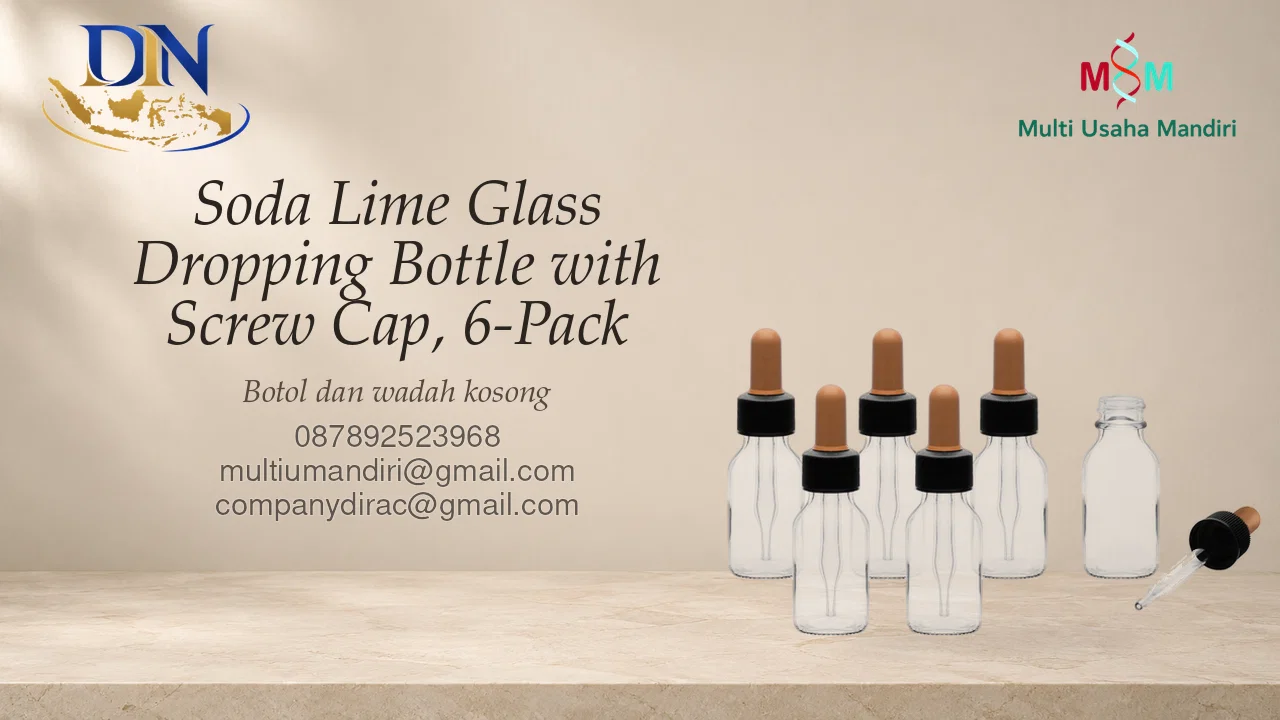 DN
M M
Multi Usaha Mandiri
Soda Lime Glass
Dropping Bottle with
Screw Cap, 6-Pack
Botol dan wadah kosong
087892523968
multiumandiri@gmail.com
companydirac@gmail.com